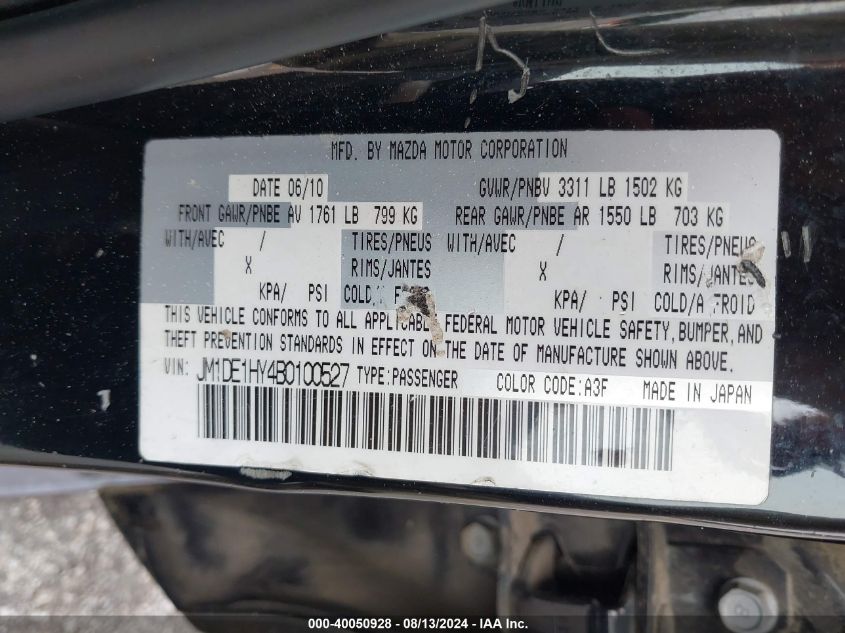 MFD. BY MAZDA MOTOR CORPORATION
DATE 06/10 GVWR/PNBV 3311 LB 1502 KG
FRONT GAWR/PNBE AV 1761 LB 799 KG REAR GAWR/PNBE AR 1550 LB 703 KG
WITH/AVEC / TIRES/PNEUS WITH/AVEC / TIRES/PNEUS
X RIMS/JANTES X RIMS/JANTES
KPA/ PSI COLD/ KPA/ PSI COLD/A FROID
THIS VEHICLE CONFORMS TO ALL APPLICABLE FEDERAL MOTOR VEHICLE SAFETY, BUMPER, AND
THEFT PREVENTION STANDARDS IN EFFECT ON THE DATE OF MANUFACTURE SHOWN ABOVE.
VIN: JM1DE1HY4B0100527 TYPE:PASSENGER COLOR CODE:A3F MADE IN JAPAN
000-40050928 - 08/13/2024 - IAA Inc.